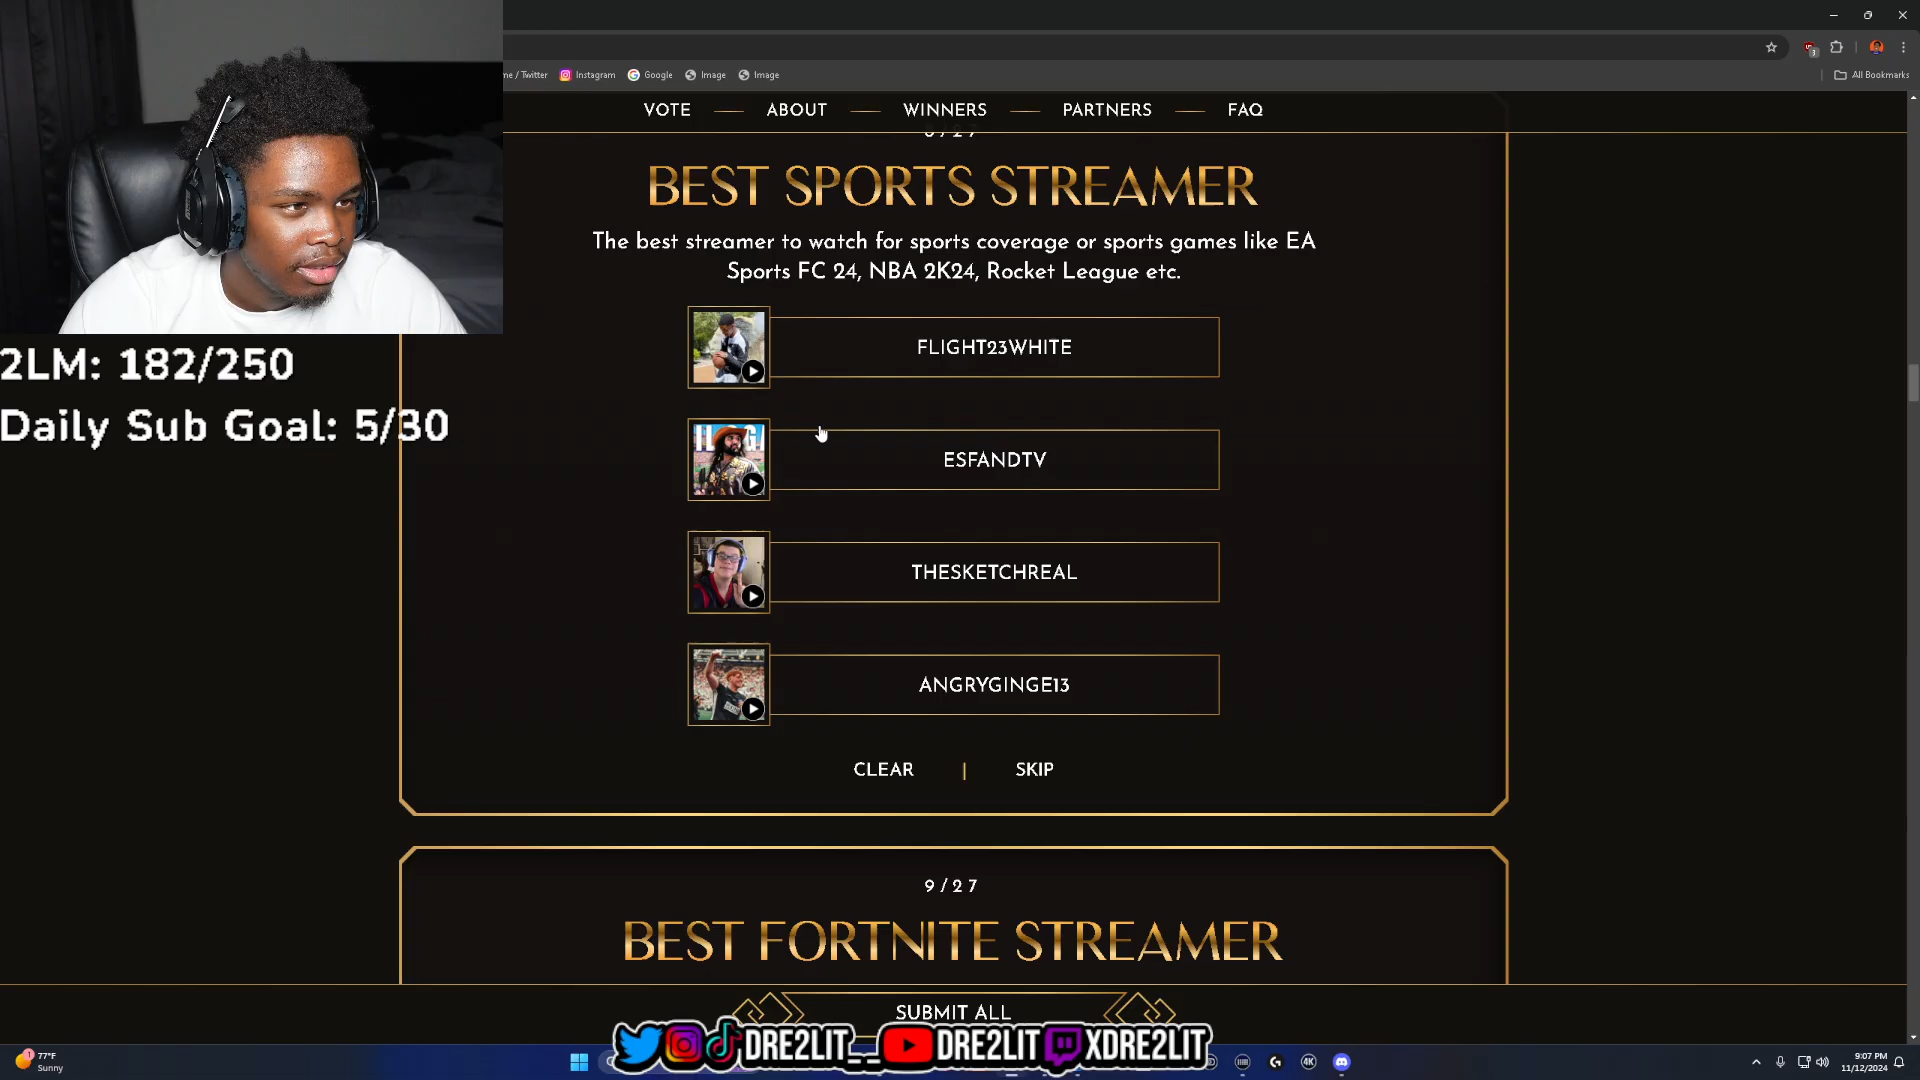 me / Twitter Instagram Google Image Image All Bookmarks
VOTE ABOUT WINNERS PARTNERS FAQ
BEST SPORTS STREAMER
The best streamer to watch for sports coverage or sports games like EA
Sports FC 24, NBA 2K24, Rocket League etc.
FLIGHT23WHITE
2LM: 182/250
Daily Sub Goal: 5/30
ESFANDTV
THESKETCHREAL
ANGRYGINGE13
CLEAR | SKIP
9/27
BEST FORTNITE STREAMER
SUBMIT ALL
DRE2LIT__ DRE2LIT XDRE2LIT
77°F
Sunny
9:07 PM
11/12/2024